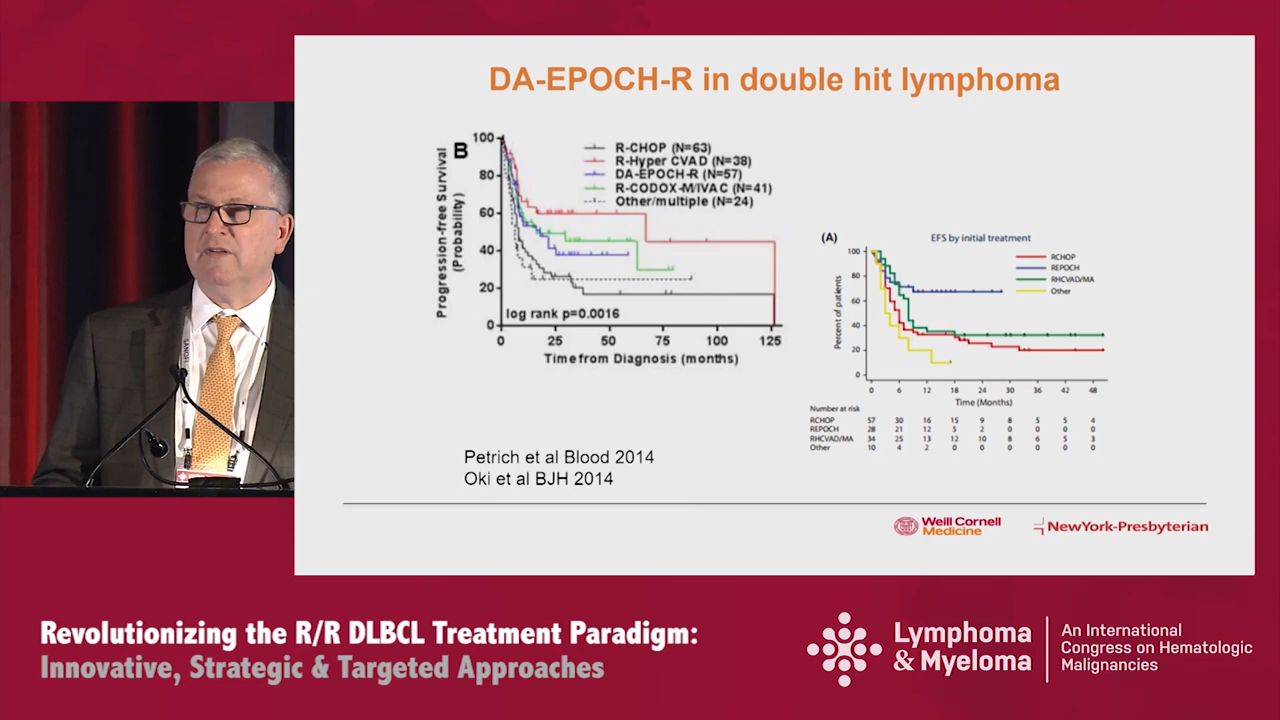 DA-EPOCH-R in double hit lymphoma
B
Progression-free Survival
(Probability)
100
80
60
40
20
0
R-CHOP (N=63)
R-Hyper CVAD (N=38)
DA-EPOCH-R (N=57)
R-CODOX-M/IVAC (N=41)
Other/multiple (N=24)
log rank p=0.0016
0 25 50 75 100 125
Time from Diagnosis (months)
(A) EFS by initial treatment
Percent of patients
100
80
60
40
20
0
RCHOP
REPOCH
RHCVAD/MA
Other
0 6 12 18 24 30 36 42 48
Time (Months)
Number at risk
RCHOP 57 30 16 15 9 8 5 5 4
REPOCH 28 21 12 5 2 0 0 0 0
RHCVAD/MA 34 25 13 12 10 8 6 5 3
Other 10 4 2 0 0 0 0 0 0
Petrich et al Blood 2014
Oki et al BJH 2014
Weill Cornell
Medicine
NewYork-Presbyterian
SANOFI
Revolutionizing the R/R DLBCL Treatment Paradigm:
Innovative, Strategic & Targeted Approaches
Lymphoma
& Myeloma
An International
Congress on Hematologic
Malignancies